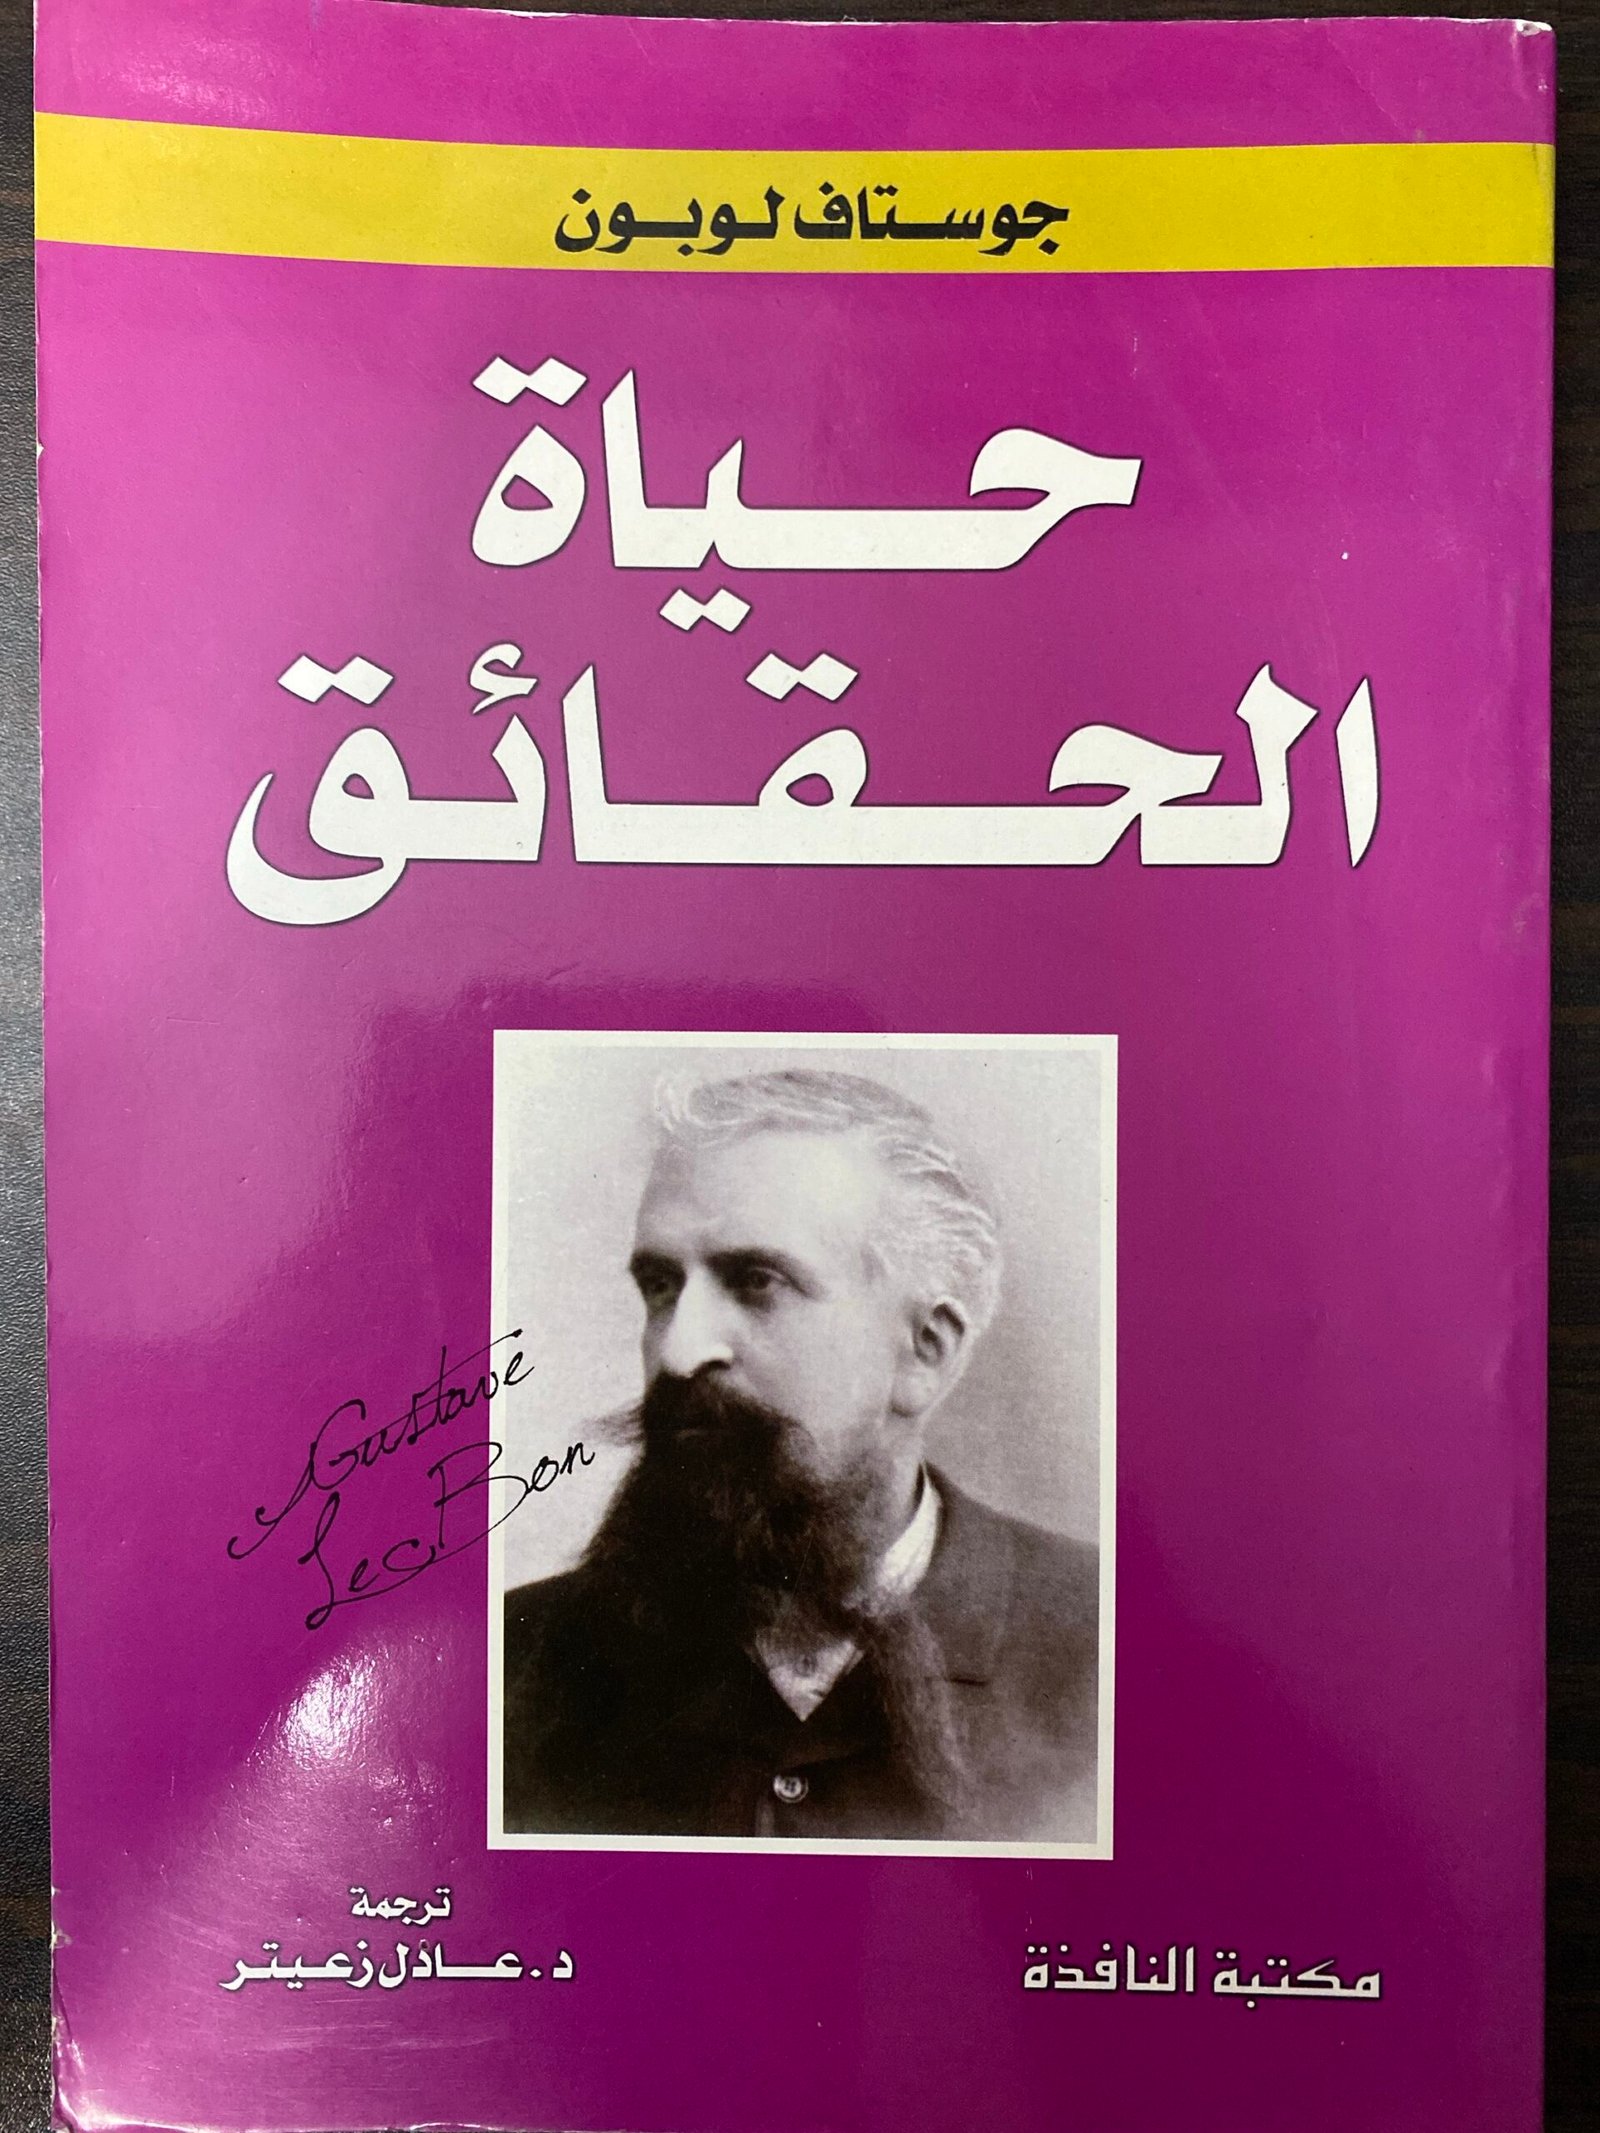 جوستاف لوبون
حياة
الحقائق
Gustave
Le Bon
ترجمة
د. عادل زعيتر
مكتبة النافذة